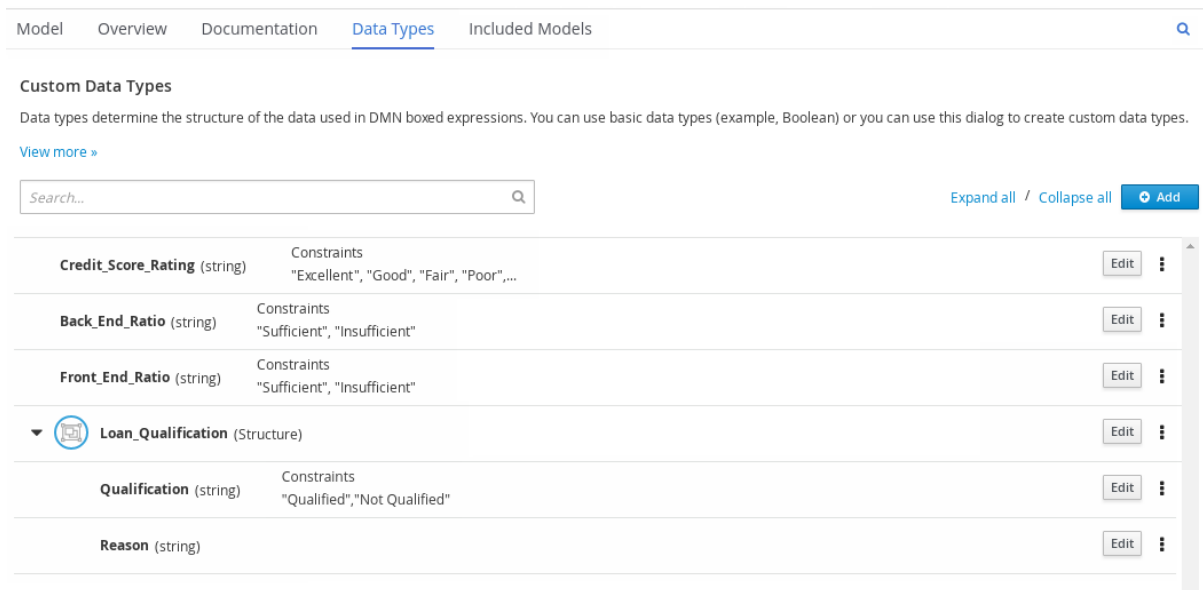 Model Overview Documentation Data Types Included Models
Custom Data Types
Data types determine the structure of the data used in DMN boxed expressions. You can use basic data types (example, Boolean) or you can use this dialog to create custom data types.
View more »
Search...
Expand all / Collapse all Add
Credit_Score_Rating (string) Constraints
"Excellent", "Good", "Fair", "Poor",... Edit
Back_End_Ratio (string) Constraints
"Sufficient", "Insufficient" Edit
Front_End_Ratio (string) Constraints
"Sufficient", "Insufficient" Edit
Loan_Qualification (Structure) Edit
Qualification (string) Constraints
"Qualified","Not Qualified" Edit
Reason (string) Edit